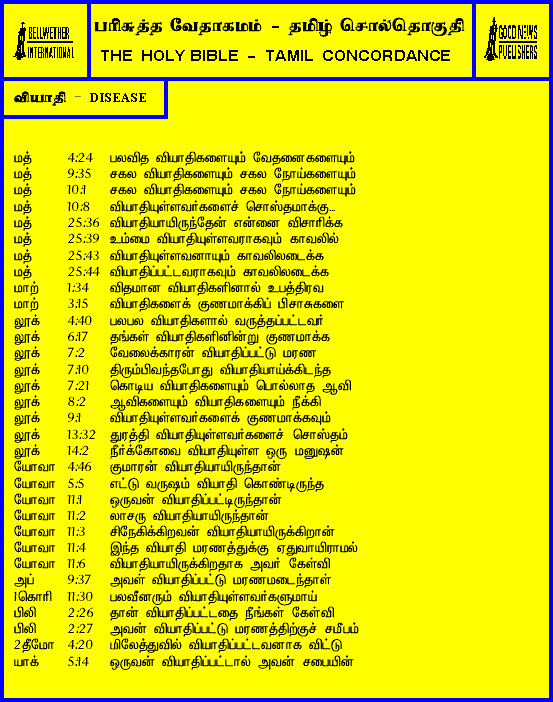 BELLWETHER
INTERNATIONAL
பரிசுத்த வேதாகமம் - தமிழ் சொல்தொகுதி
THE HOLY BIBLE - TAMIL CONCORDANCE
GOOD NEWS
PUBLISHERS
வியாதி - DISEASE
மத் 4:24 பலவித வியாதிகளையும் வேதனைகளையும்
மத் 9:35 சகல வியாதிகளையும் சகல நோய்களையும்
மத் 10:1 சகல வியாதிகளையும் சகல நோய்களையும்
மத் 10:8 வியாதியுள்ளவர்களைச் சொஸ்தமாக்கு...
மத் 25:36 வியாதியாயிருந்தேன் என்னை விசாரிக்க
மத் 25:39 உம்மை வியாதியுள்ளவராகவும் காவலில்
மத் 25:43 வியாதியுள்ளவனாயும் காவலிலடைக்க
மத் 25:44 வியாதிப்பட்டவராகவும் காவலிலடைக்க
மாற் 1:34 விதமான வியாதிகளினால் உபத்திரவ
மாற் 3:15 வியாதிகளைக் குணமாக்கிப் பிசாசுகளை
லூக் 4:40 பலபல வியாதிகளால் வருத்தப்பட்டவர்
லூக் 6:17 தங்கள் வியாதிகளினின்று குணமாக்க
லூக் 7:2 வேலைக்காரன் வியாதிப்பட்டு மரண
லூக் 7:10 திரும்பிவந்தபோது வியாதியாய்க்கிடந்த
லூக் 7:21 கொடிய வியாதிகளையும் பொல்லாத ஆவி
லூக் 8:2 ஆவிகளையும் வியாதிகளையும் நீக்கி
லூக் 9:1 வியாதியுள்ளவர்களைக் குணமாக்கவும்
லூக் 13:32 துரத்தி வியாதியுள்ளவர்களைச் சொஸ்தம்
லூக் 14:2 நீர்க்கோவை வியாதியுள்ள ஒரு மனுஷன்
யோவா 4:46 குமாரன் வியாதியாயிருந்தான்
யோவா 5:5 எட்டு வருஷம் வியாதி கொண்டிருந்த
யோவா 11:1 ஒருவன் வியாதிப்பட்டிருந்தான்
யோவா 11:2 லாசரு வியாதியாயிருந்தான்
யோவா 11:3 சிநேகிக்கிறவன் வியாதியாயிருக்கிறான்
யோவா 11:4 இந்த வியாதி மரணத்துக்கு ஏதுவாயிராமல்
யோவா 11:6 வியாதியாயிருக்கிறதாக அவர் கேள்வி
அப் 9:37 அவள் வியாதிப்பட்டு மரணமடைந்தாள்
1கொரி 11:30 பலவீனரும் வியாதியுள்ளவர்களுமாய்
பிலி 2:26 தான் வியாதிப்பட்டதை நீங்கள் கேள்வி
பிலி 2:27 அவன் வியாதிப்பட்டு மரணத்திற்குச் சமீபம்
2தீமோ 4:20 மிலேத்துவில் வியாதிப்பட்டவனாக விட்டு
யாக் 5:14 ஒருவன் வியாதிப்பட்டால் அவன் சபையின்